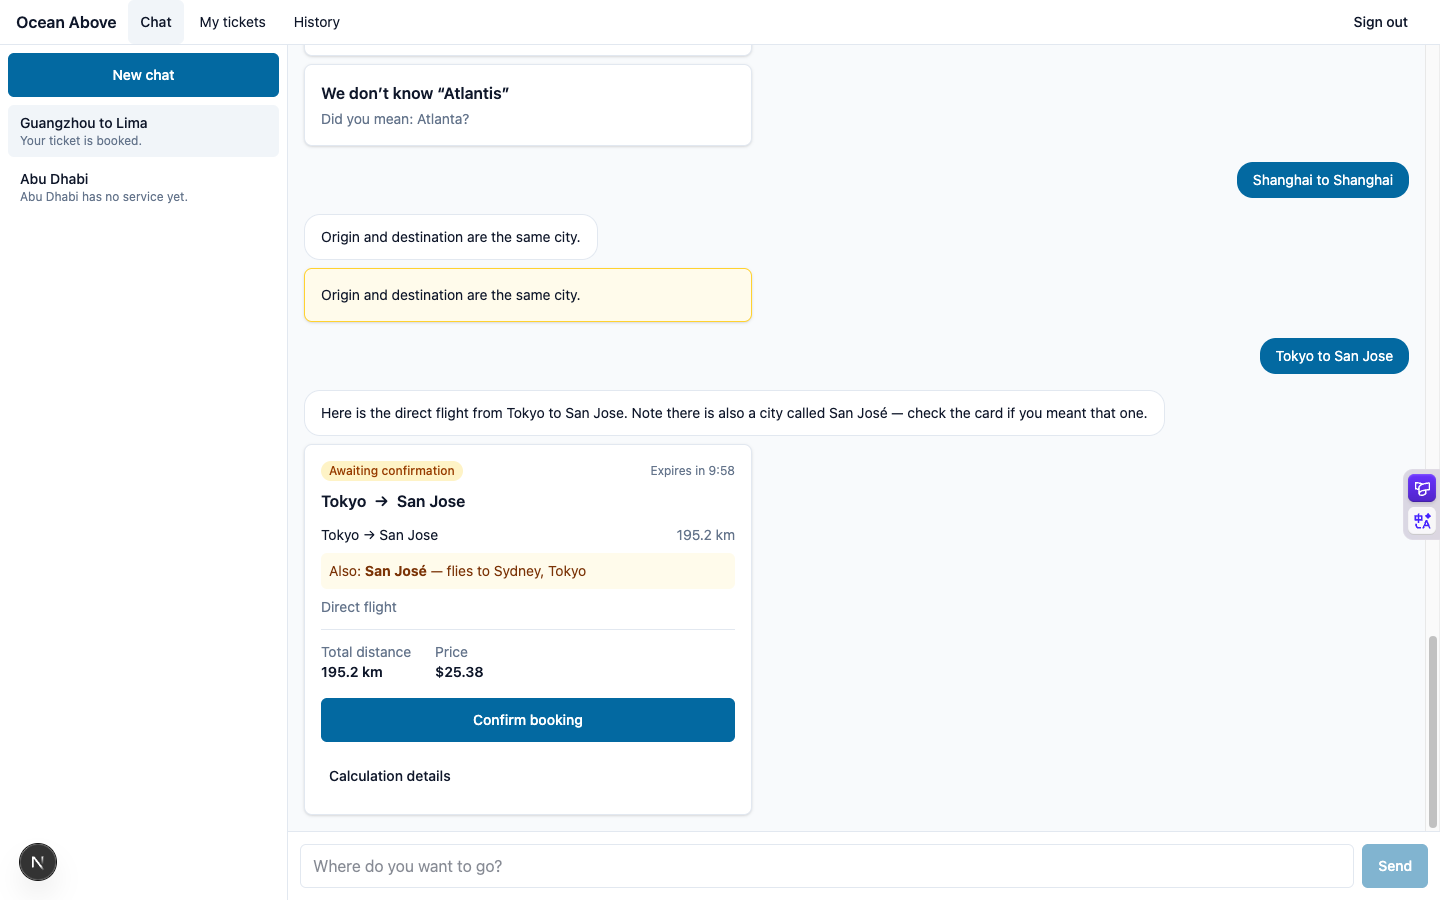 Ocean Above
Chat
My tickets
History
Sign out
New chat
Guangzhou to Lima
Your ticket is booked.
Abu Dhabi
Abu Dhabi has no service yet.
We don’t know “Atlantis”
Did you mean: Atlanta?
Shanghai to Shanghai
Origin and destination are the same city.
Origin and destination are the same city.
Tokyo to San Jose
Here is the direct flight from Tokyo to San Jose. Note there is also a city called San José — check the card if you meant that one.
Awaiting confirmation
Expires in 9:58
Tokyo → San Jose
Tokyo → San Jose
195.2 km
Also: San José — flies to Sydney, Tokyo
Direct flight
Total distance
Price
195.2 km
$25.38
Confirm booking
Calculation details
Where do you want to go?
Send
N
中A